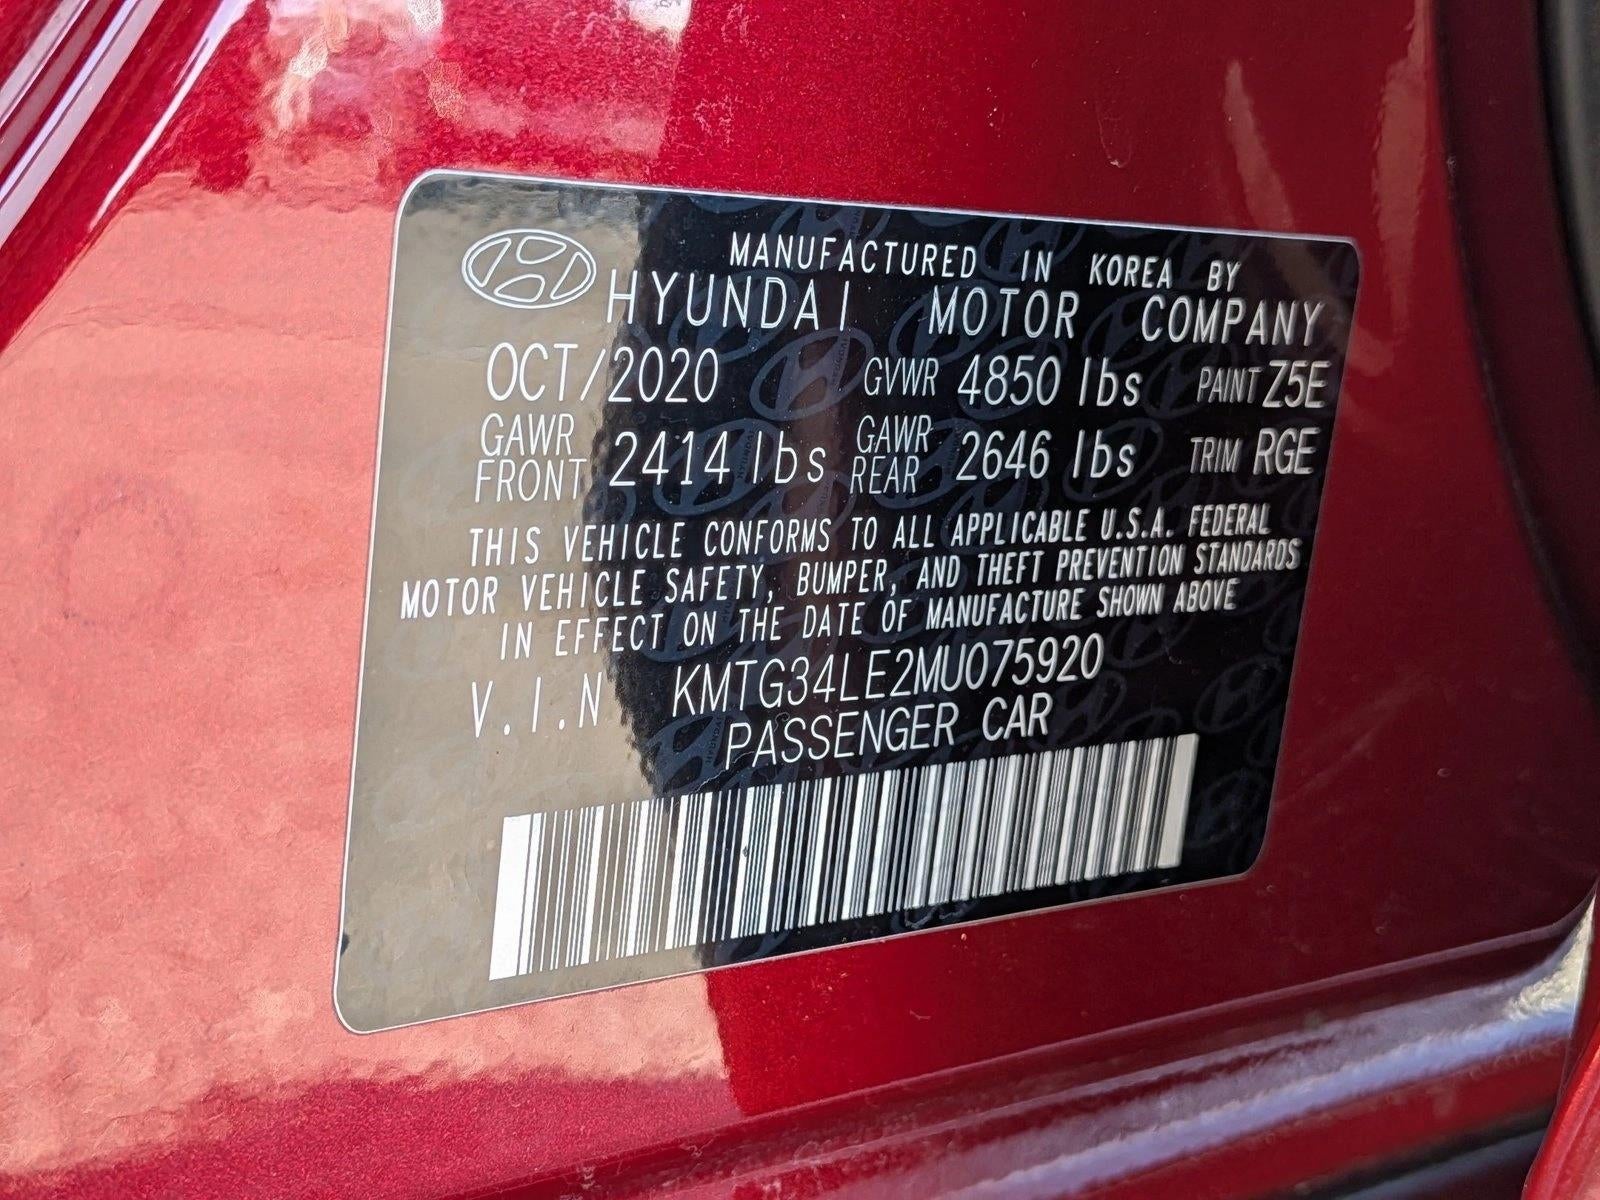 MANUFACTURED IN KOREA BY
HYUNDAI MOTOR COMPANY
OCT/2020 GVWR 4850 lbs PAINT Z5E
GAWR FRONT 2414 lbs GAWR REAR 2646 lbs TRIM RGE
THIS VEHICLE CONFORMS TO ALL APPLICABLE U.S.A. FEDERAL
MOTOR VEHICLE SAFETY, BUMPER, AND THEFT PREVENTION STANDARDS
IN EFFECT ON THE DATE OF MANUFACTURE SHOWN ABOVE
V.I.N KMTG34LE2MU075920
PASSENGER CAR